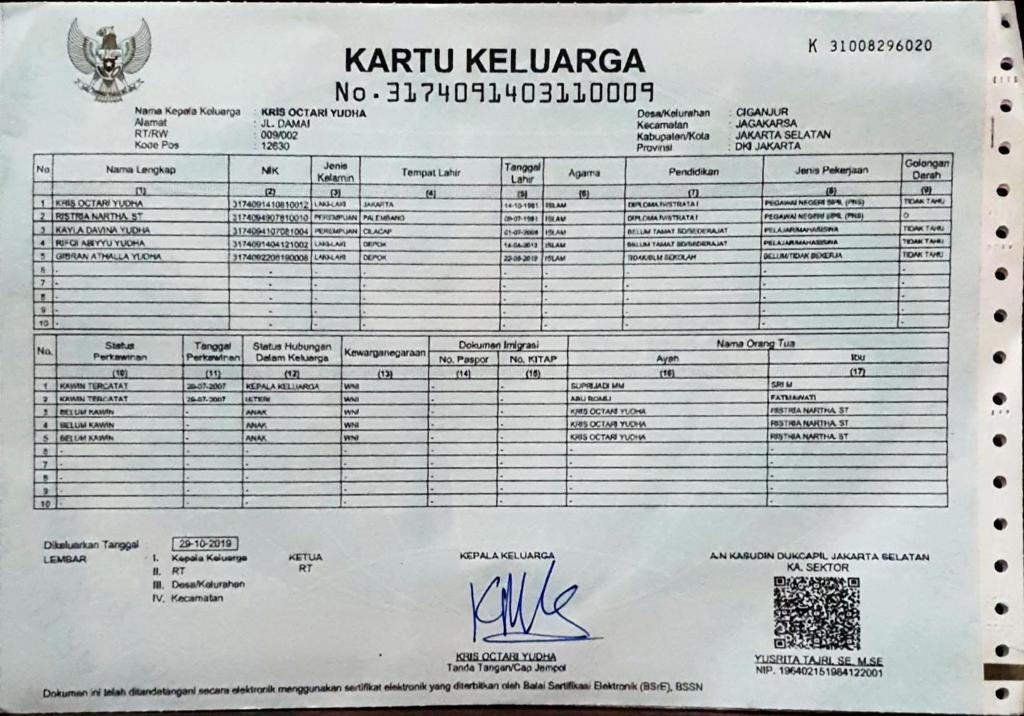 K 31008296020
KARTU KELUARGA
No.3174091403110009
Nama Kepala Keluarga : KRIS OCTARI YUDHA
Alamat : JL. DAMAI
RT/RW : 009/002
Kode Pos : 12630
Desa/Kelurahan : CIGANJUR
Kecamatan : JAGAKARSA
Kabupaten/Kota : JAKARTA SELATAN
Provinsi : DKI JAKARTA
No Nama Lengkap NIK Jenis Kelamin Tempat Lahir Tanggal Lahir Agama Pendidikan Jenis Pekerjaan Golongan Darah
(1) (2) (3) (4) (5) (6) (7) (8) (9)
1 KRIS OCTARI YUDHA 3174091410810012 LAKI-LAKI JAKARTA 14-10-1981 ISLAM DIPLOMA IV/STRATA I PEGAWAI NEGERI SIPIL (PNS) TIDAK TAHU
2 RISTRIA NARTHA, ST 3174094907810010 PEREMPUAN PALEMBANG 09-07-1981 ISLAM DIPLOMA IV/STRATA I PEGAWAI NEGERI SIPIL (PNS) O
3 KAYLA DAVINA YUDHA 3174094107081004 PEREMPUAN CILACAP 01-07-2008 ISLAM BELUM TAMAT SD/SEDERAJAT PELAJAR/MAHASISWA TIDAK TAHU
4 RIFQI ABIYYU YUDHA 3174091404121002 LAKI-LAKI DEPOK 14-04-2012 ISLAM BELUM TAMAT SD/SEDERAJAT PELAJAR/MAHASISWA TIDAK TAHU
5 GIBRAN ATHALLA YUDHA 3174092208190008 LAKI-LAKI DEPOK 22-08-2019 ISLAM TIDAK/BLM SEKOLAH BELUM/TIDAK BEKERJA TIDAK TAHU
6 - - - - - - -
7 - - - - - - -
8 - - - - - - -
9 - - - - - - -
10 - - - - - - -
No. Status Perkawinan Tanggal Perkawinan Status Hubungan Dalam Keluarga Kewarganegaraan Dokumen Imigrasi Nama Orang Tua
No. Paspor No. KITAP Ayah Ibu
(10) (11) (12) (13) (14) (15) (16) (17)
1 KAWIN TERCATAT 29-07-2007 KEPALA KELUARGA WNI - - SUPRIJADI MM SRI M
2 KAWIN TERCATAT 29-07-2007 ISTERI WNI - - ABU ROMLI FATMAWATI
3 BELUM KAWIN - ANAK WNI - - KRIS OCTARI YUDHA RISTRIA NARTHA, ST
4 BELUM KAWIN - ANAK WNI - - KRIS OCTARI YUDHA RISTRIA NARTHA, ST
5 BELUM KAWIN - ANAK WNI - - KRIS OCTARI YUDHA RISTRIA NARTHA, ST
6 - - - - - - -
7 - - - - - - -
8 - - - - - - -
9 - - - - - - -
10 - - - - - - -
Dikeluarkan Tanggal : 29-10-2019
LEMBAR : I. Kepala Keluarga
II. RT
III. Desa/Kelurahan
IV. Kecamatan
KETUA
RT
KEPALA KELUARGA
KRIS OCTARI YUDHA
Tanda Tangan/Cap Jempol
A.N KASUDIN DUKCAPIL JAKARTA SELATAN
KA. SEKTOR
YUSRITA TAJRI, SE, M.SE
NIP. 196402151984122001
Dokumen ini telah ditandatangani secara elektronik menggunakan sertifikat elektronik yang diterbitkan oleh Balai Sertifikasi Elektronik (BSrE), BSSN